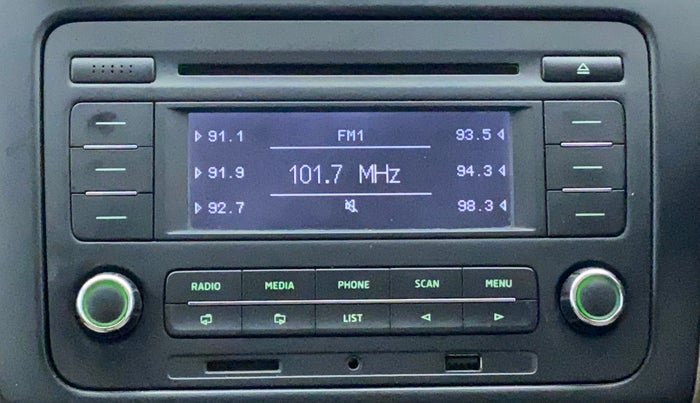 91.1 FM1 93.5
91.9 101.7 MHz 94.3
92.7 98.3
RADIO MEDIA PHONE SCAN MENU
LIST